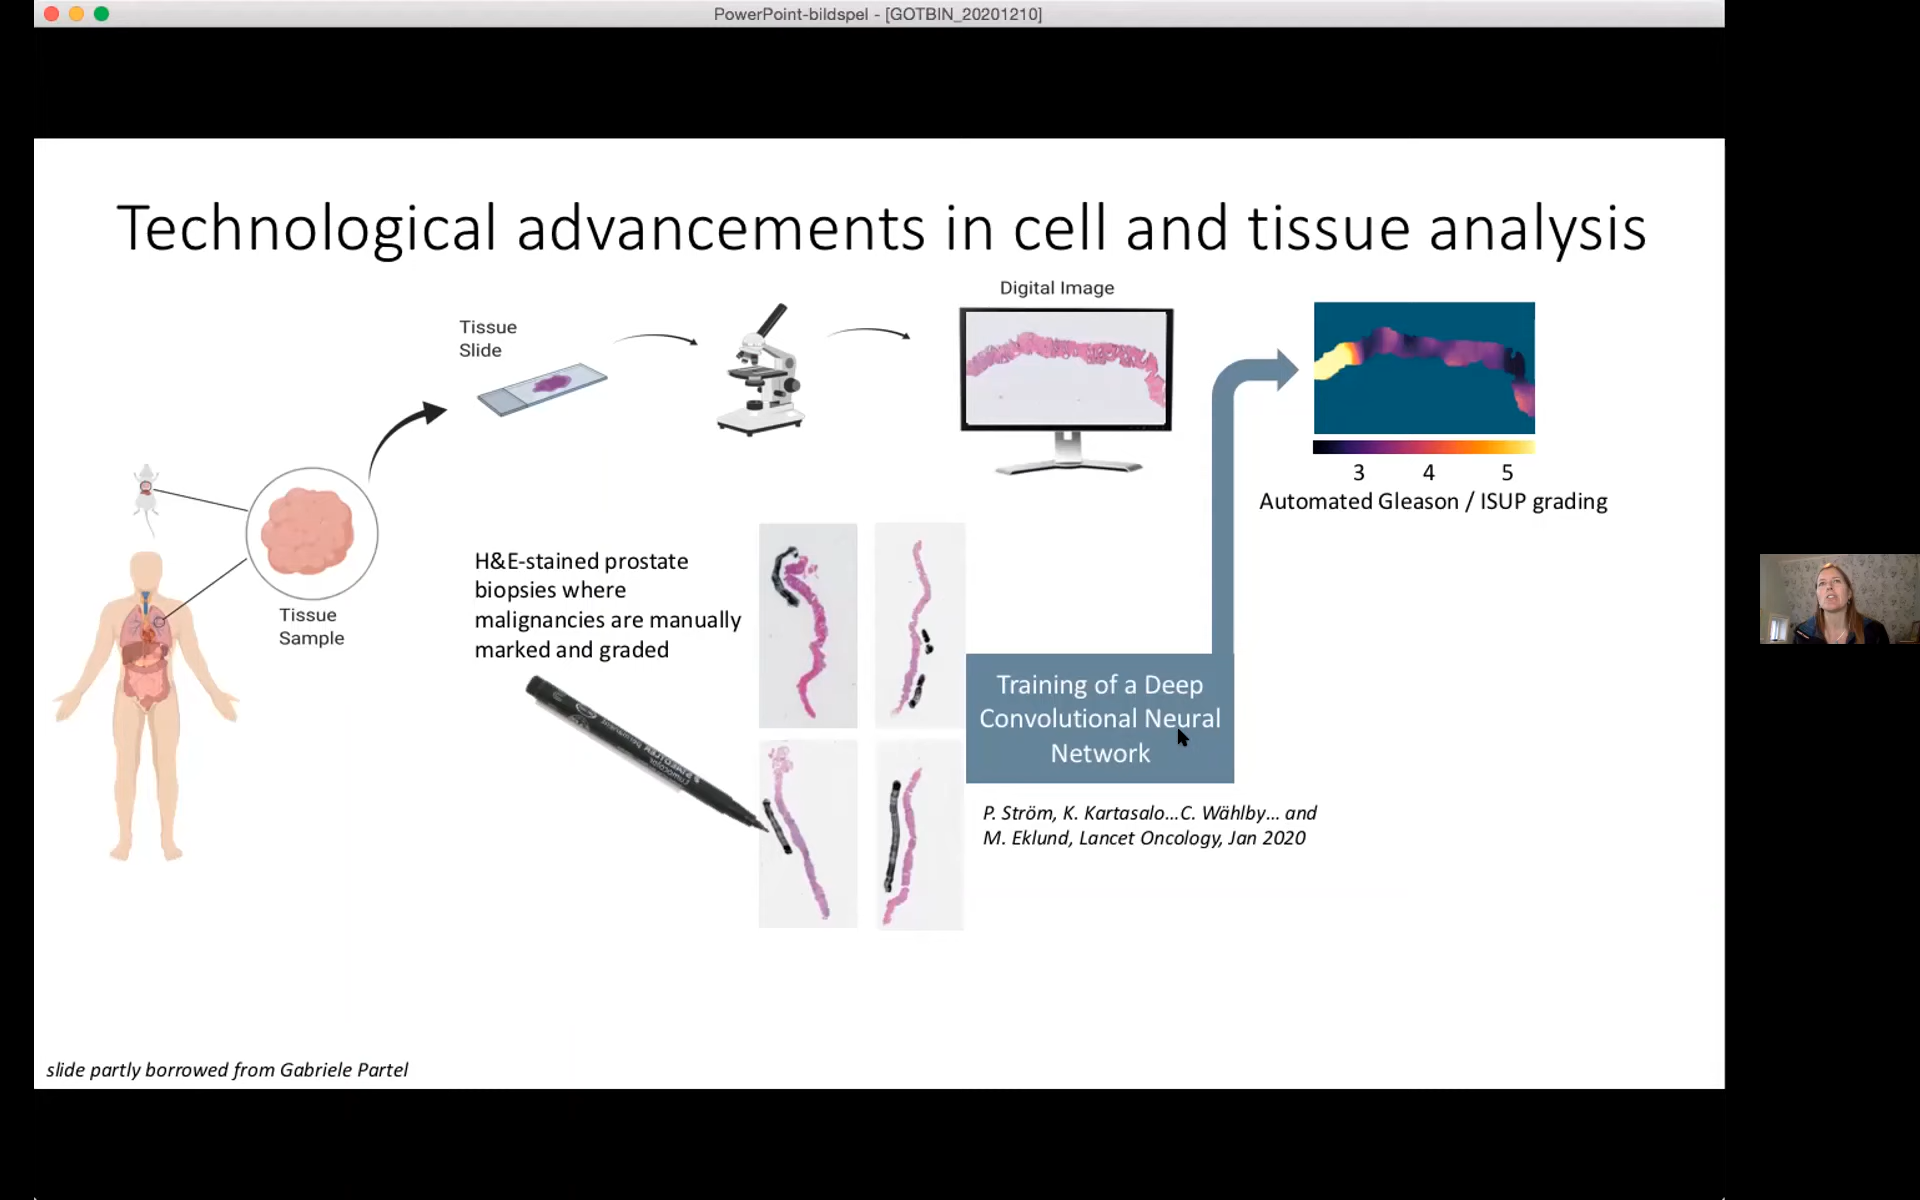 PowerPoint-bildspel - [GOTBIN_20201210]
Technological advancements in cell and tissue analysis
Digital Image
Tissue
Slide
3 4 5
Automated Gleason / ISUP grading
Tissue
Sample
H&E-stained prostate
biopsies where
malignancies are manually
marked and graded
Training of a Deep
Convolutional Neural
Network
P. Ström, K. Kartasalo...C. Wählby... and
M. Eklund, Lancet Oncology, Jan 2020
slide partly borrowed from Gabriele Partel